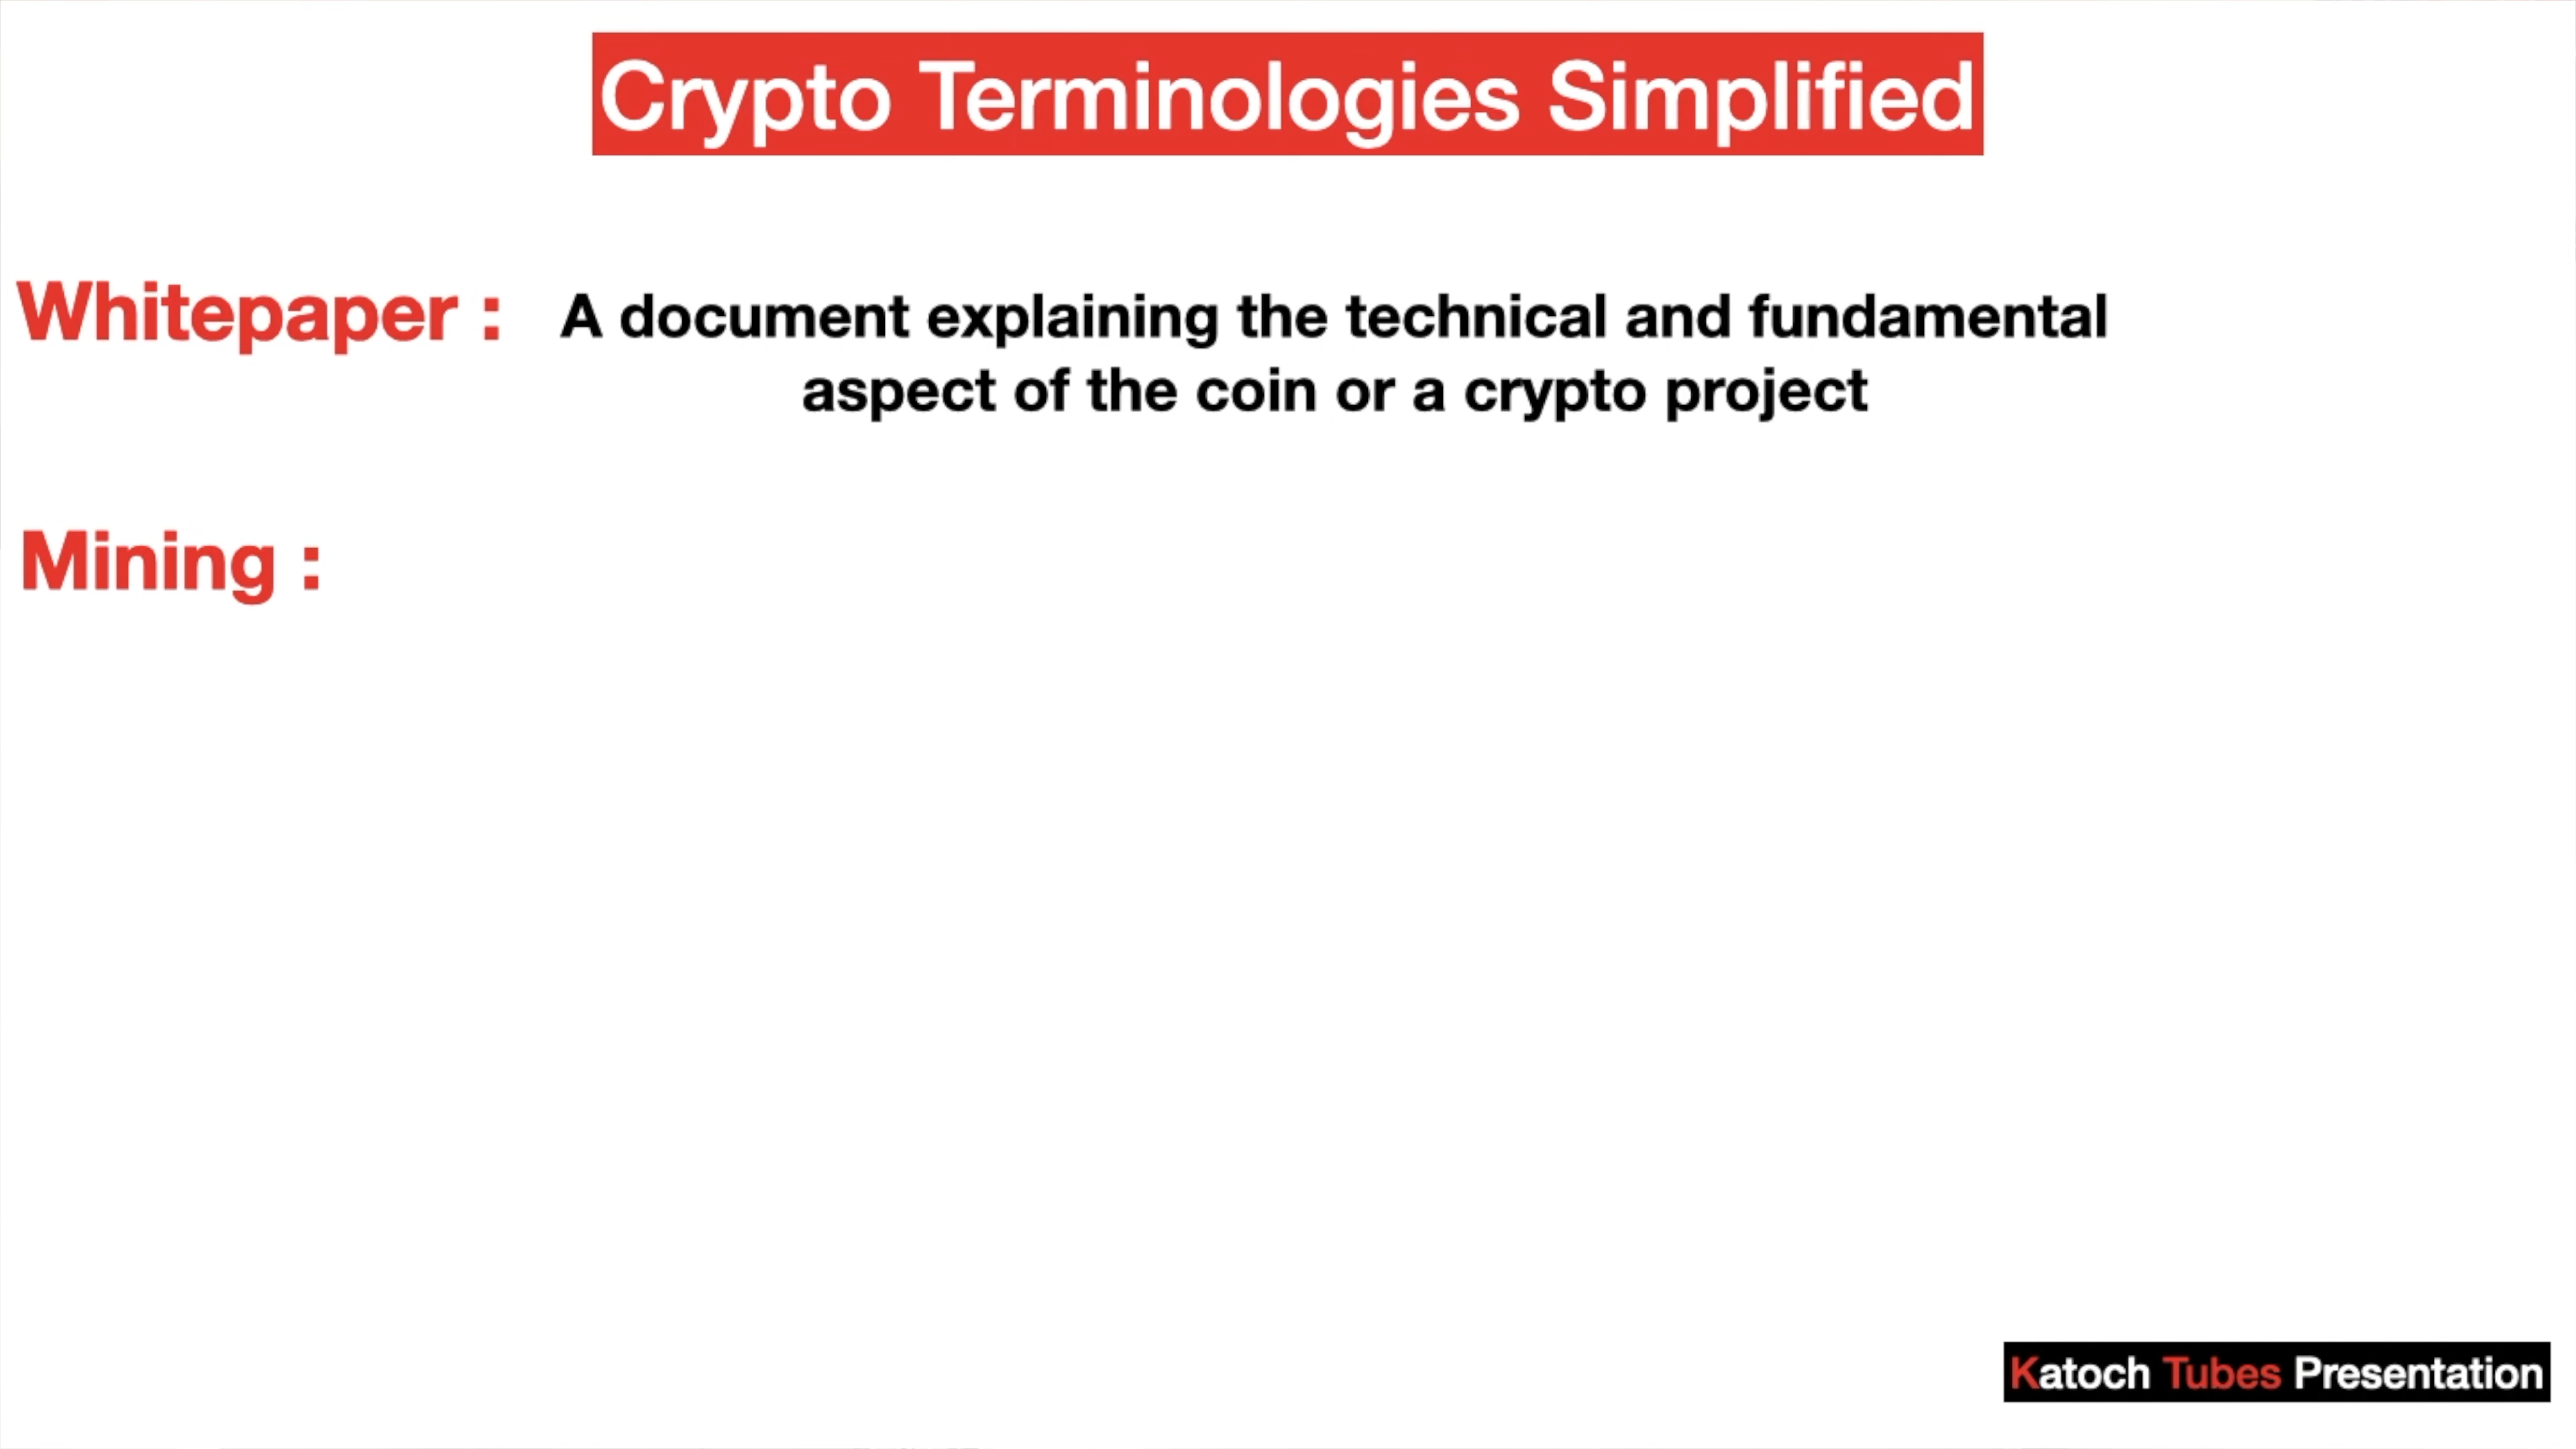 Crypto Terminologies Simplified
Whitepaper : A document explaining the technical and fundamental
aspect of the coin or a crypto project
Mining :
Katoch Tubes Presentation